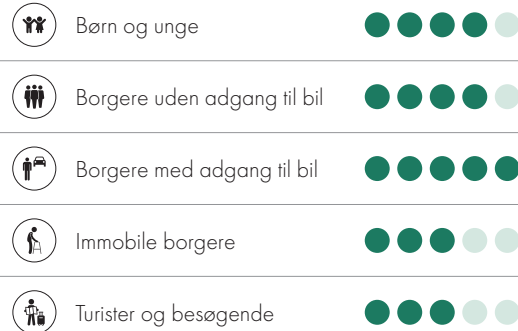 Børn og unge
Borgere uden adgang til bil
Borgere med adgang til bil
Immobile borgere
Turister og besøgende